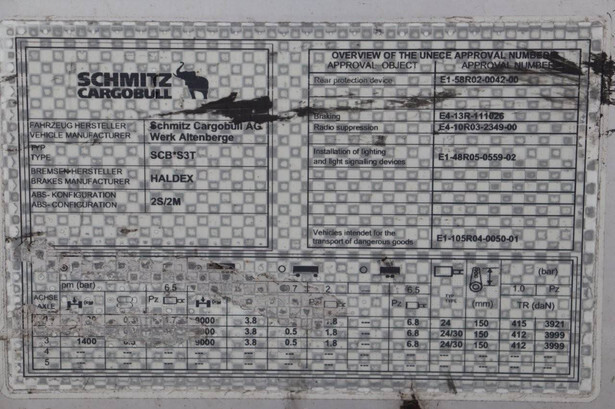 SCHMITZ
CARGOBULL
FAHRZEUG HERSTELLER
VEHICLE MANUFACTURER
Schmitz Cargobull AG
Werk Altenberge
TYP
TYPE
SCB*S3T
BREMSEN-HERSTELLER
BRAKES MANUFACTURER
HALDEX
ABS- KONFIGURATION
ABS- CONFIGURATION
2S/2M
OVERVIEW OF THE UNECE APPROVAL NUMBERS
APPROVAL OBJECT APPROVAL NUMBER
Rear protection device E1-58R02-0042-00
Braking E4-13R-111026
Radio suppression E4-10R03-2349-00
Installation of lighting
and light signalling devices
E1-48R05-0559-02
Vehicles intendet for the
transport of dangerous goods
E1-105R04-0050-01
pm (bar) 6.5 7 2 6.5 (bar)
1.0 Pz
ACHSE
AXLE
Pz Pz (mm) TR (daN)
9000 3.8 1.8 --- 6.8 24 150 415 3921
3.8 0.5 1.8 --- 6.8 24/30 150 412 3999
3 1400 9000 3.8 0.5 1.8 --- 6.8 24/30 150 412 3999
4
5